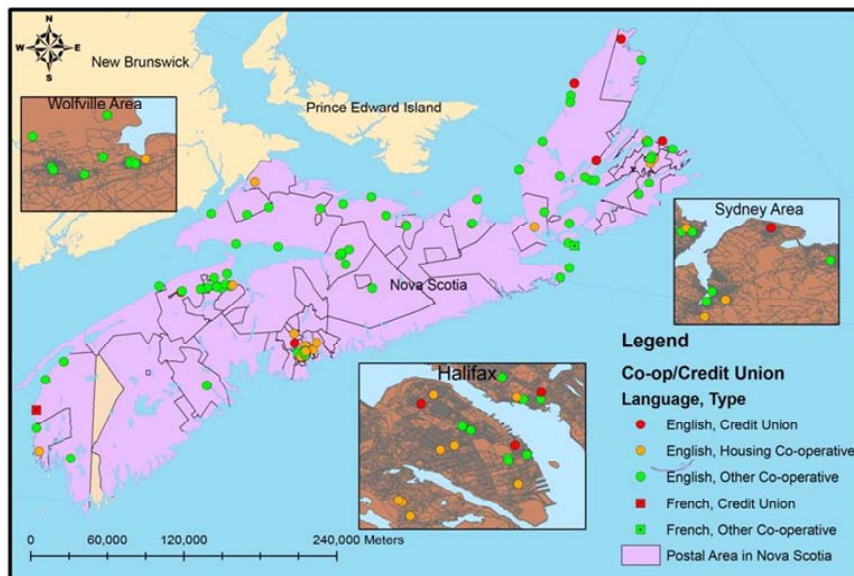 N
W E
S
New Brunswick
Wolfville Area
Prince Edward Island
Sydney Area
Nova Scotia
Halifax
Legend
Co-op/Credit Union
Language, Type
English, Credit Union
English, Housing Co-operative
English, Other Co-operative
French, Credit Union
French, Other Co-operative
Postal Area in Nova Scotia
0 60,000 120,000 240,000 Meters